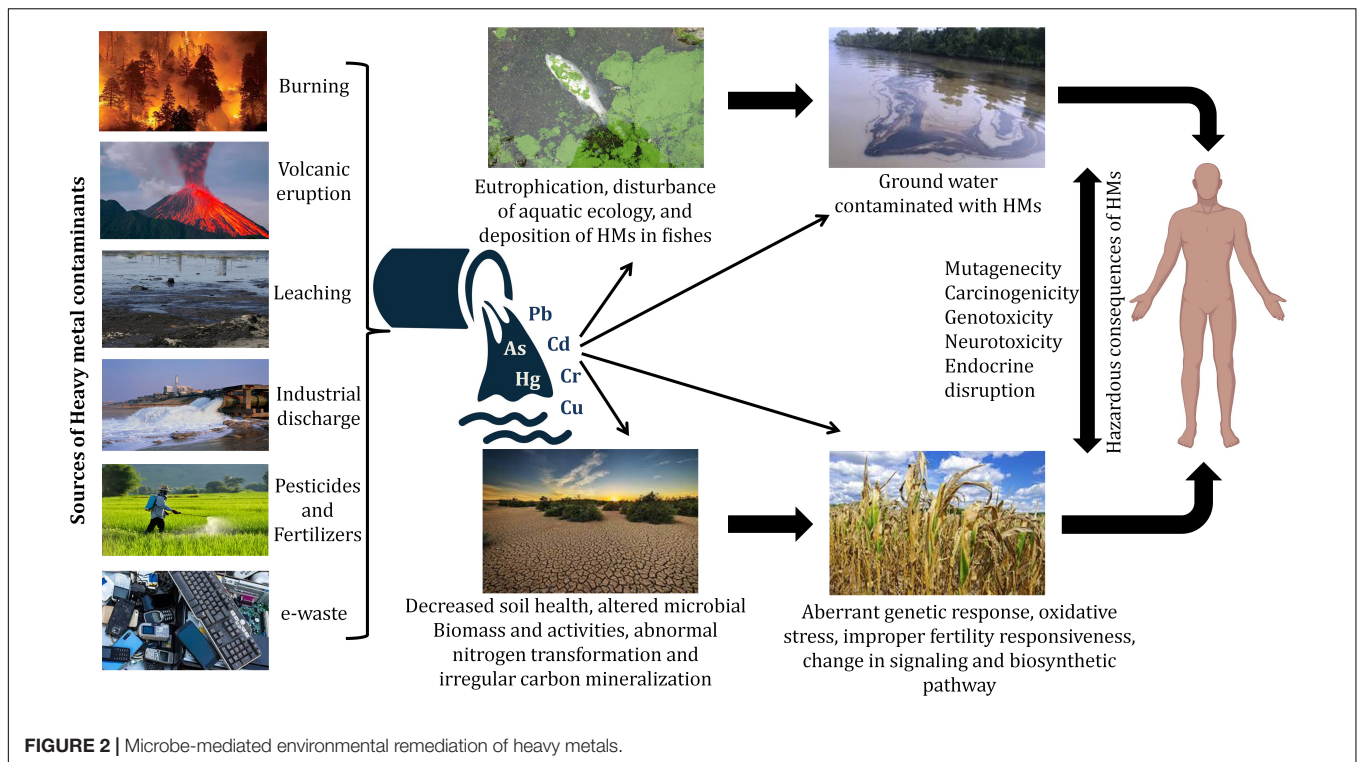 Sources of Heavy metal contaminants
Burning
Volcanic
eruption
Leaching
Industrial
discharge
Pesticides
and
Fertilizers
e-waste
Pb
As
Cd
Hg
Cr
Cu
Eutrophication, disturbance
of aquatic ecology, and
deposition of HMs in fishes
Ground water
contaminated with HMs
Decreased soil health, altered microbial
Biomass and activities, abnormal
nitrogen transformation and
irregular carbon mineralization
Aberrant genetic response, oxidative
stress, improper fertility responsiveness,
change in signaling and biosynthetic
pathway
Mutagenecity
Carcinogenicity
Genotoxicity
Neurotoxicity
Endocrine
disruption
Hazardous consequences of HMs
FIGURE 2 | Microbe-mediated environmental remediation of heavy metals.